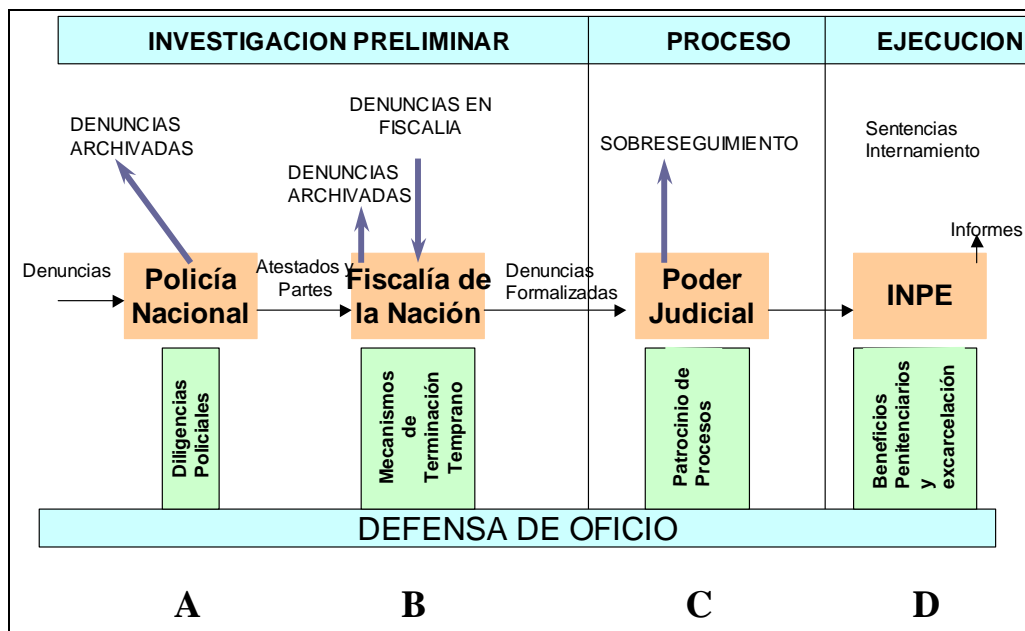 INVESTIGACION PRELIMINAR
PROCESO
EJECUCION
DENUNCIAS
ARCHIVADAS
DENUNCIAS EN
FISCALIA
DENUNCIAS
ARCHIVADAS
SOBRESEGUIMIENTO
Sentencias
Internamiento
Informes
Denuncias
Policía
Nacional
Atestados y
Partes
Fiscalía de
la Nación
Denuncias
Formalizadas
Poder
Judicial
INPE
Diligencias
Policiales
Mecanismos
de
Terminación
Temprano
Patrocinio de
Procesos
Beneficios
Penitenciarios
y
excarcelación
DEFENSA DE OFICIO
A
B
C
D